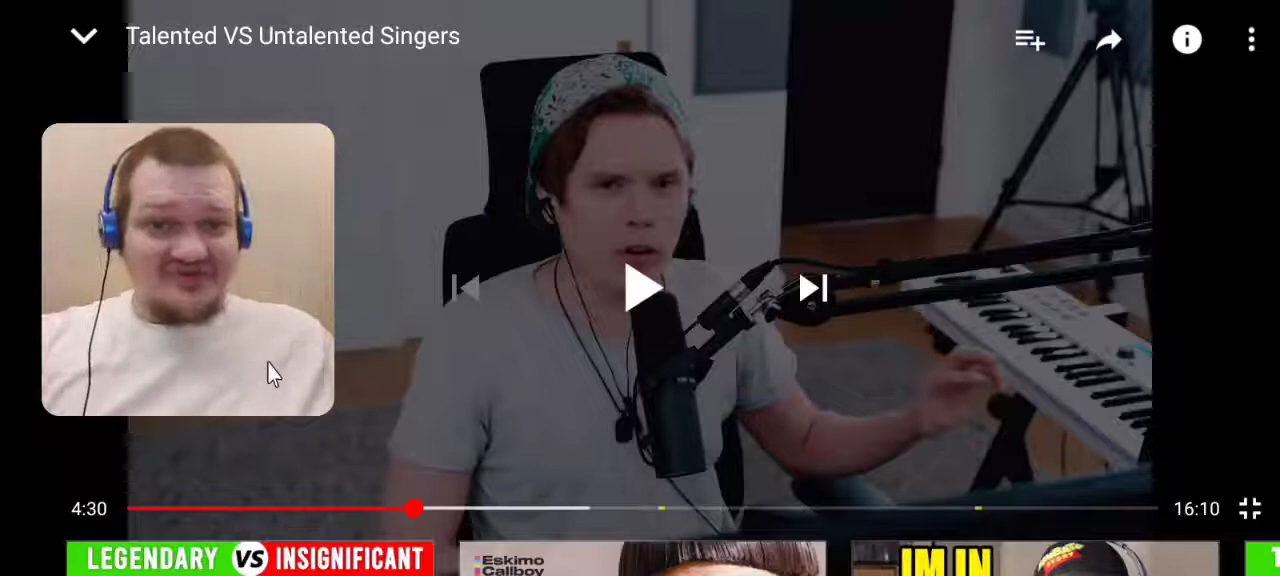 Talented VS Untalented Singers
4:30
16:10
LEGENDARY VS INSIGNIFICANT
Eskimo
Callboy
IM IN